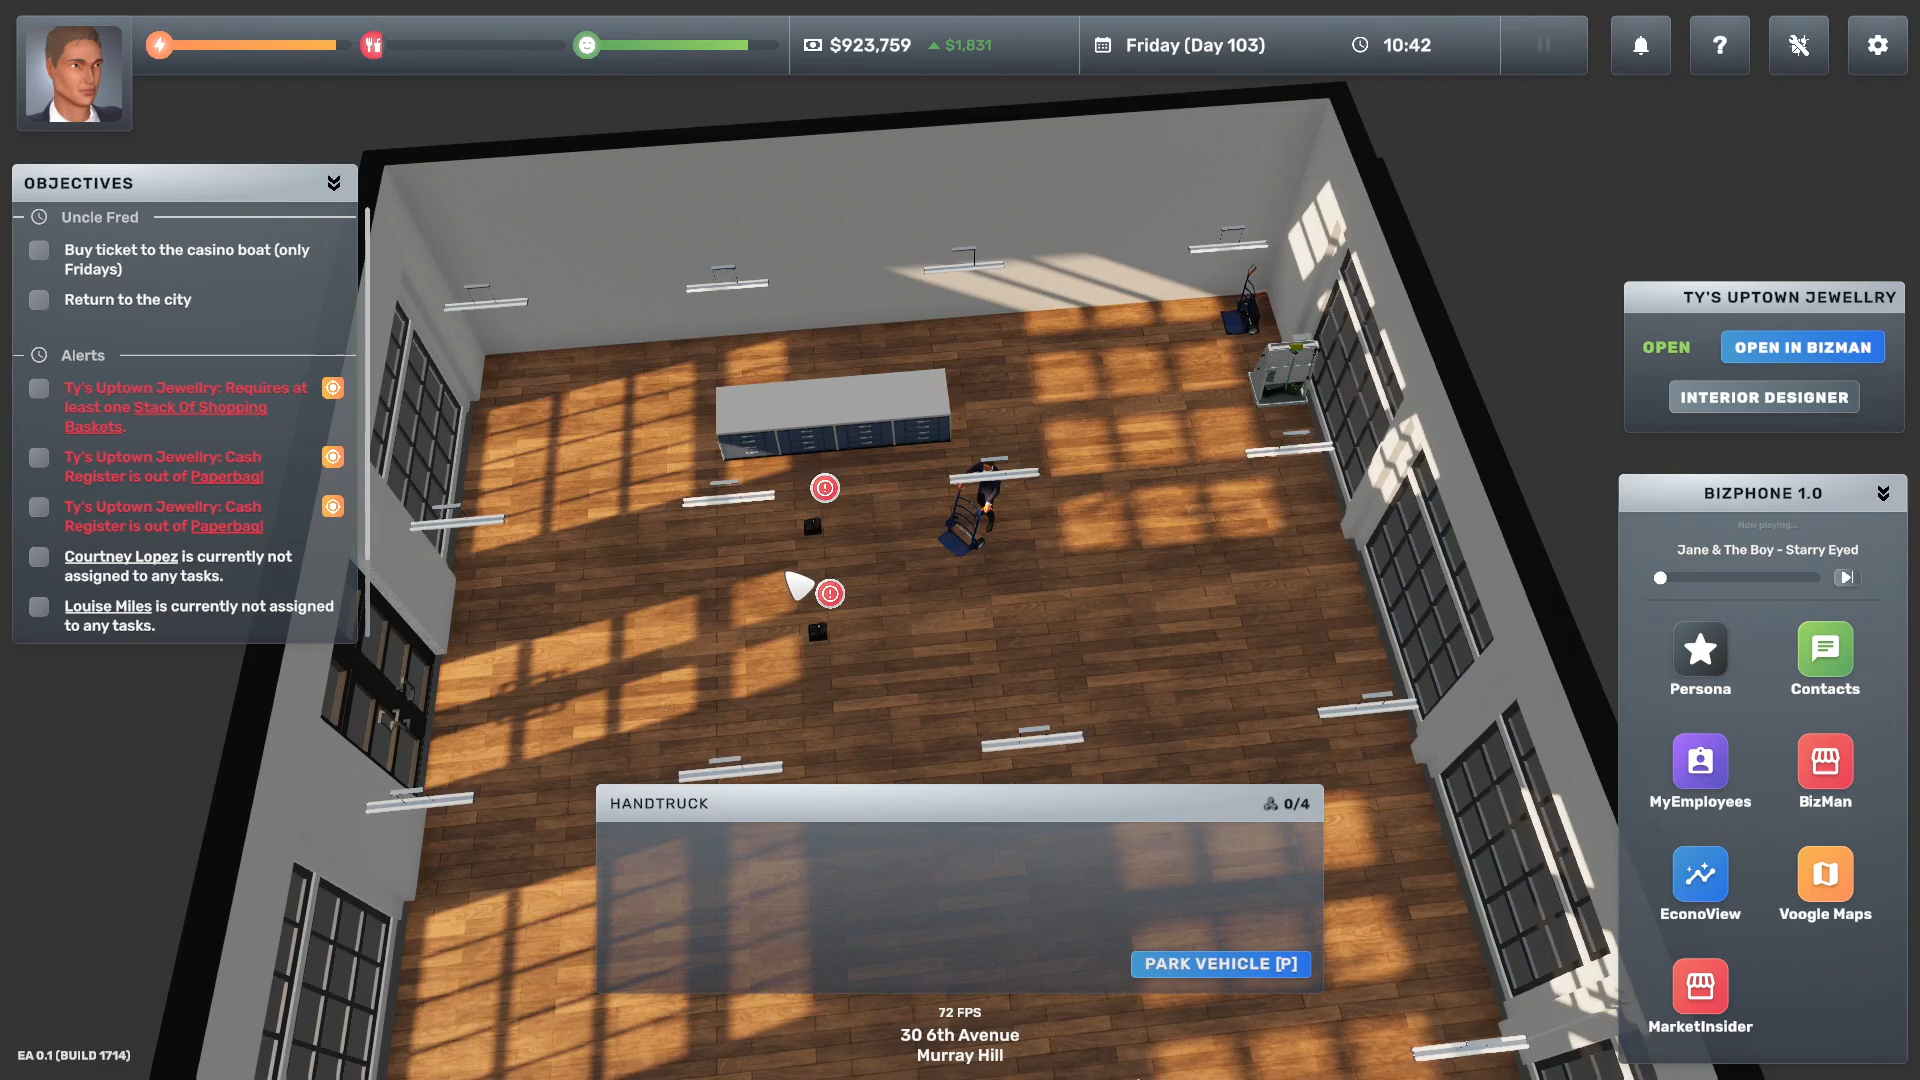 $923,759
$1,831
Friday (Day 103)
10:42
?
OBJECTIVES
Uncle Fred
Buy ticket to the casino boat (only
Fridays)
Return to the city
Alerts
Ty's Uptown Jewellry: Requires at
least one Stack Of Shopping
Baskets.
Ty's Uptown Jewellry: Cash
Register is out of Paperbag!
Ty's Uptown Jewellry: Cash
Register is out of Paperbag!
Courtney Lopez is currently not
assigned to any tasks.
Louise Miles is currently not assigned
to any tasks.
TY'S UPTOWN JEWELLRY
OPEN
OPEN IN BIZMAN
INTERIOR DESIGNER
BIZPHONE 1.0
Now playing...
Jane & The Boy - Starry Eyed
Persona
Contacts
MyEmployees
BizMan
EconoView
Voogle Maps
MarketInsider
HANDTRUCK
0/4
PARK VEHICLE [P]
72 FPS
30 6th Avenue
Murray Hill
EA 0.1 (BUILD 1714)